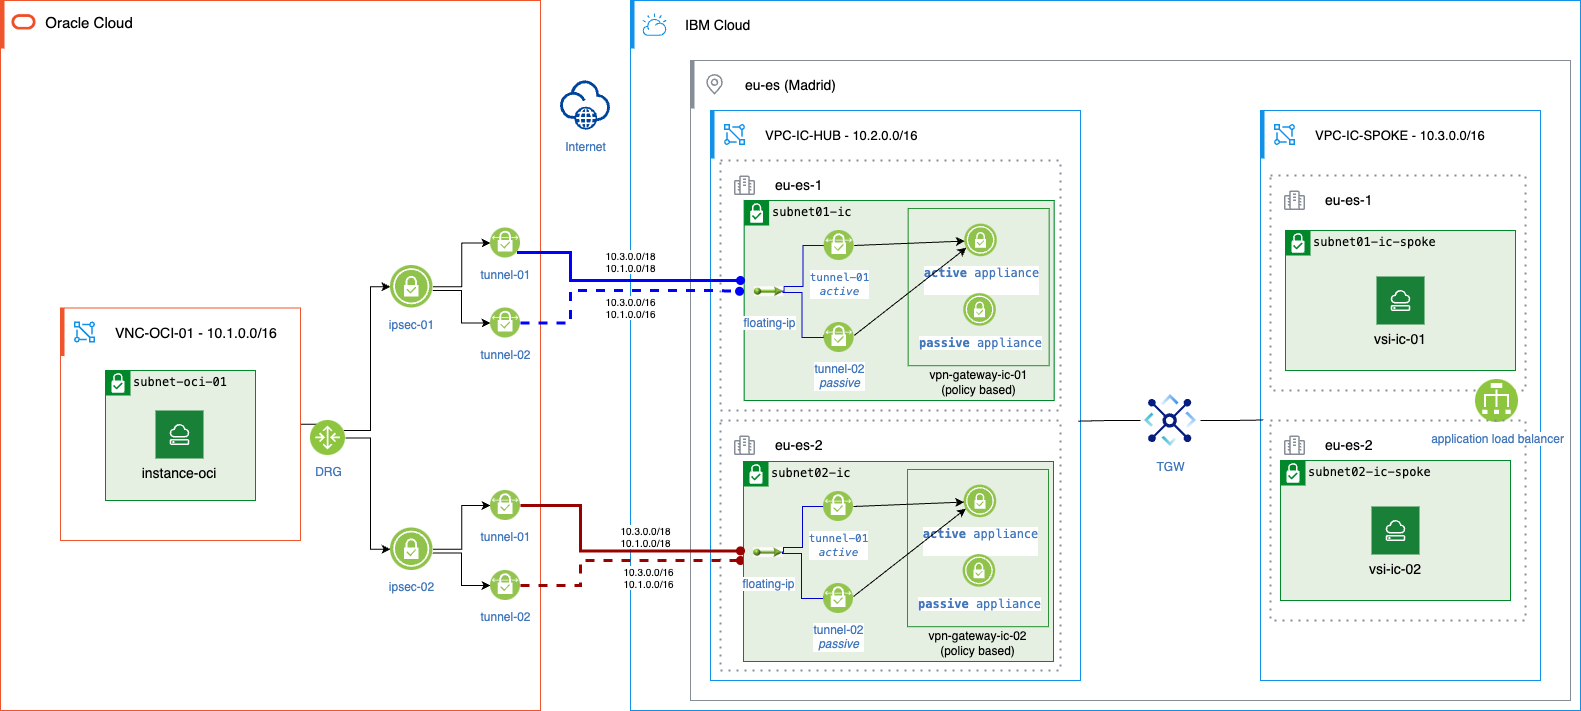 Oracle Cloud
IBM Cloud
eu-es (Madrid)
Internet
VPC-IC-HUB - 10.2.0.0/16
VPC-IC-SPOKE - 10.3.0.0/16
eu-es-1
subnet01-ic
tunnel-01
active
active appliance
floating-ip
passive appliance
tunnel-02
passive
vpn-gateway-ic-01
(policy based)
eu-es-1
subnet01-ic-spoke
vsi-ic-01
tunnel-01
10.3.0.0/18
10.1.0.0/18
10.3.0.0/16
10.1.0.0/16
ipsec-01
tunnel-02
VNC-OCI-01 - 10.1.0.0/16
subnet-oci-01
instance-oci
DRG
TGW
application load balancer
eu-es-2
subnet02-ic
tunnel-01
active
active appliance
floating-ip
passive appliance
tunnel-02
passive
vpn-gateway-ic-02
(policy based)
eu-es-2
subnet02-ic-spoke
vsi-ic-02
tunnel-01
10.3.0.0/18
10.1.0.0/18
10.3.0.0/16
10.1.0.0/16
ipsec-02
tunnel-02